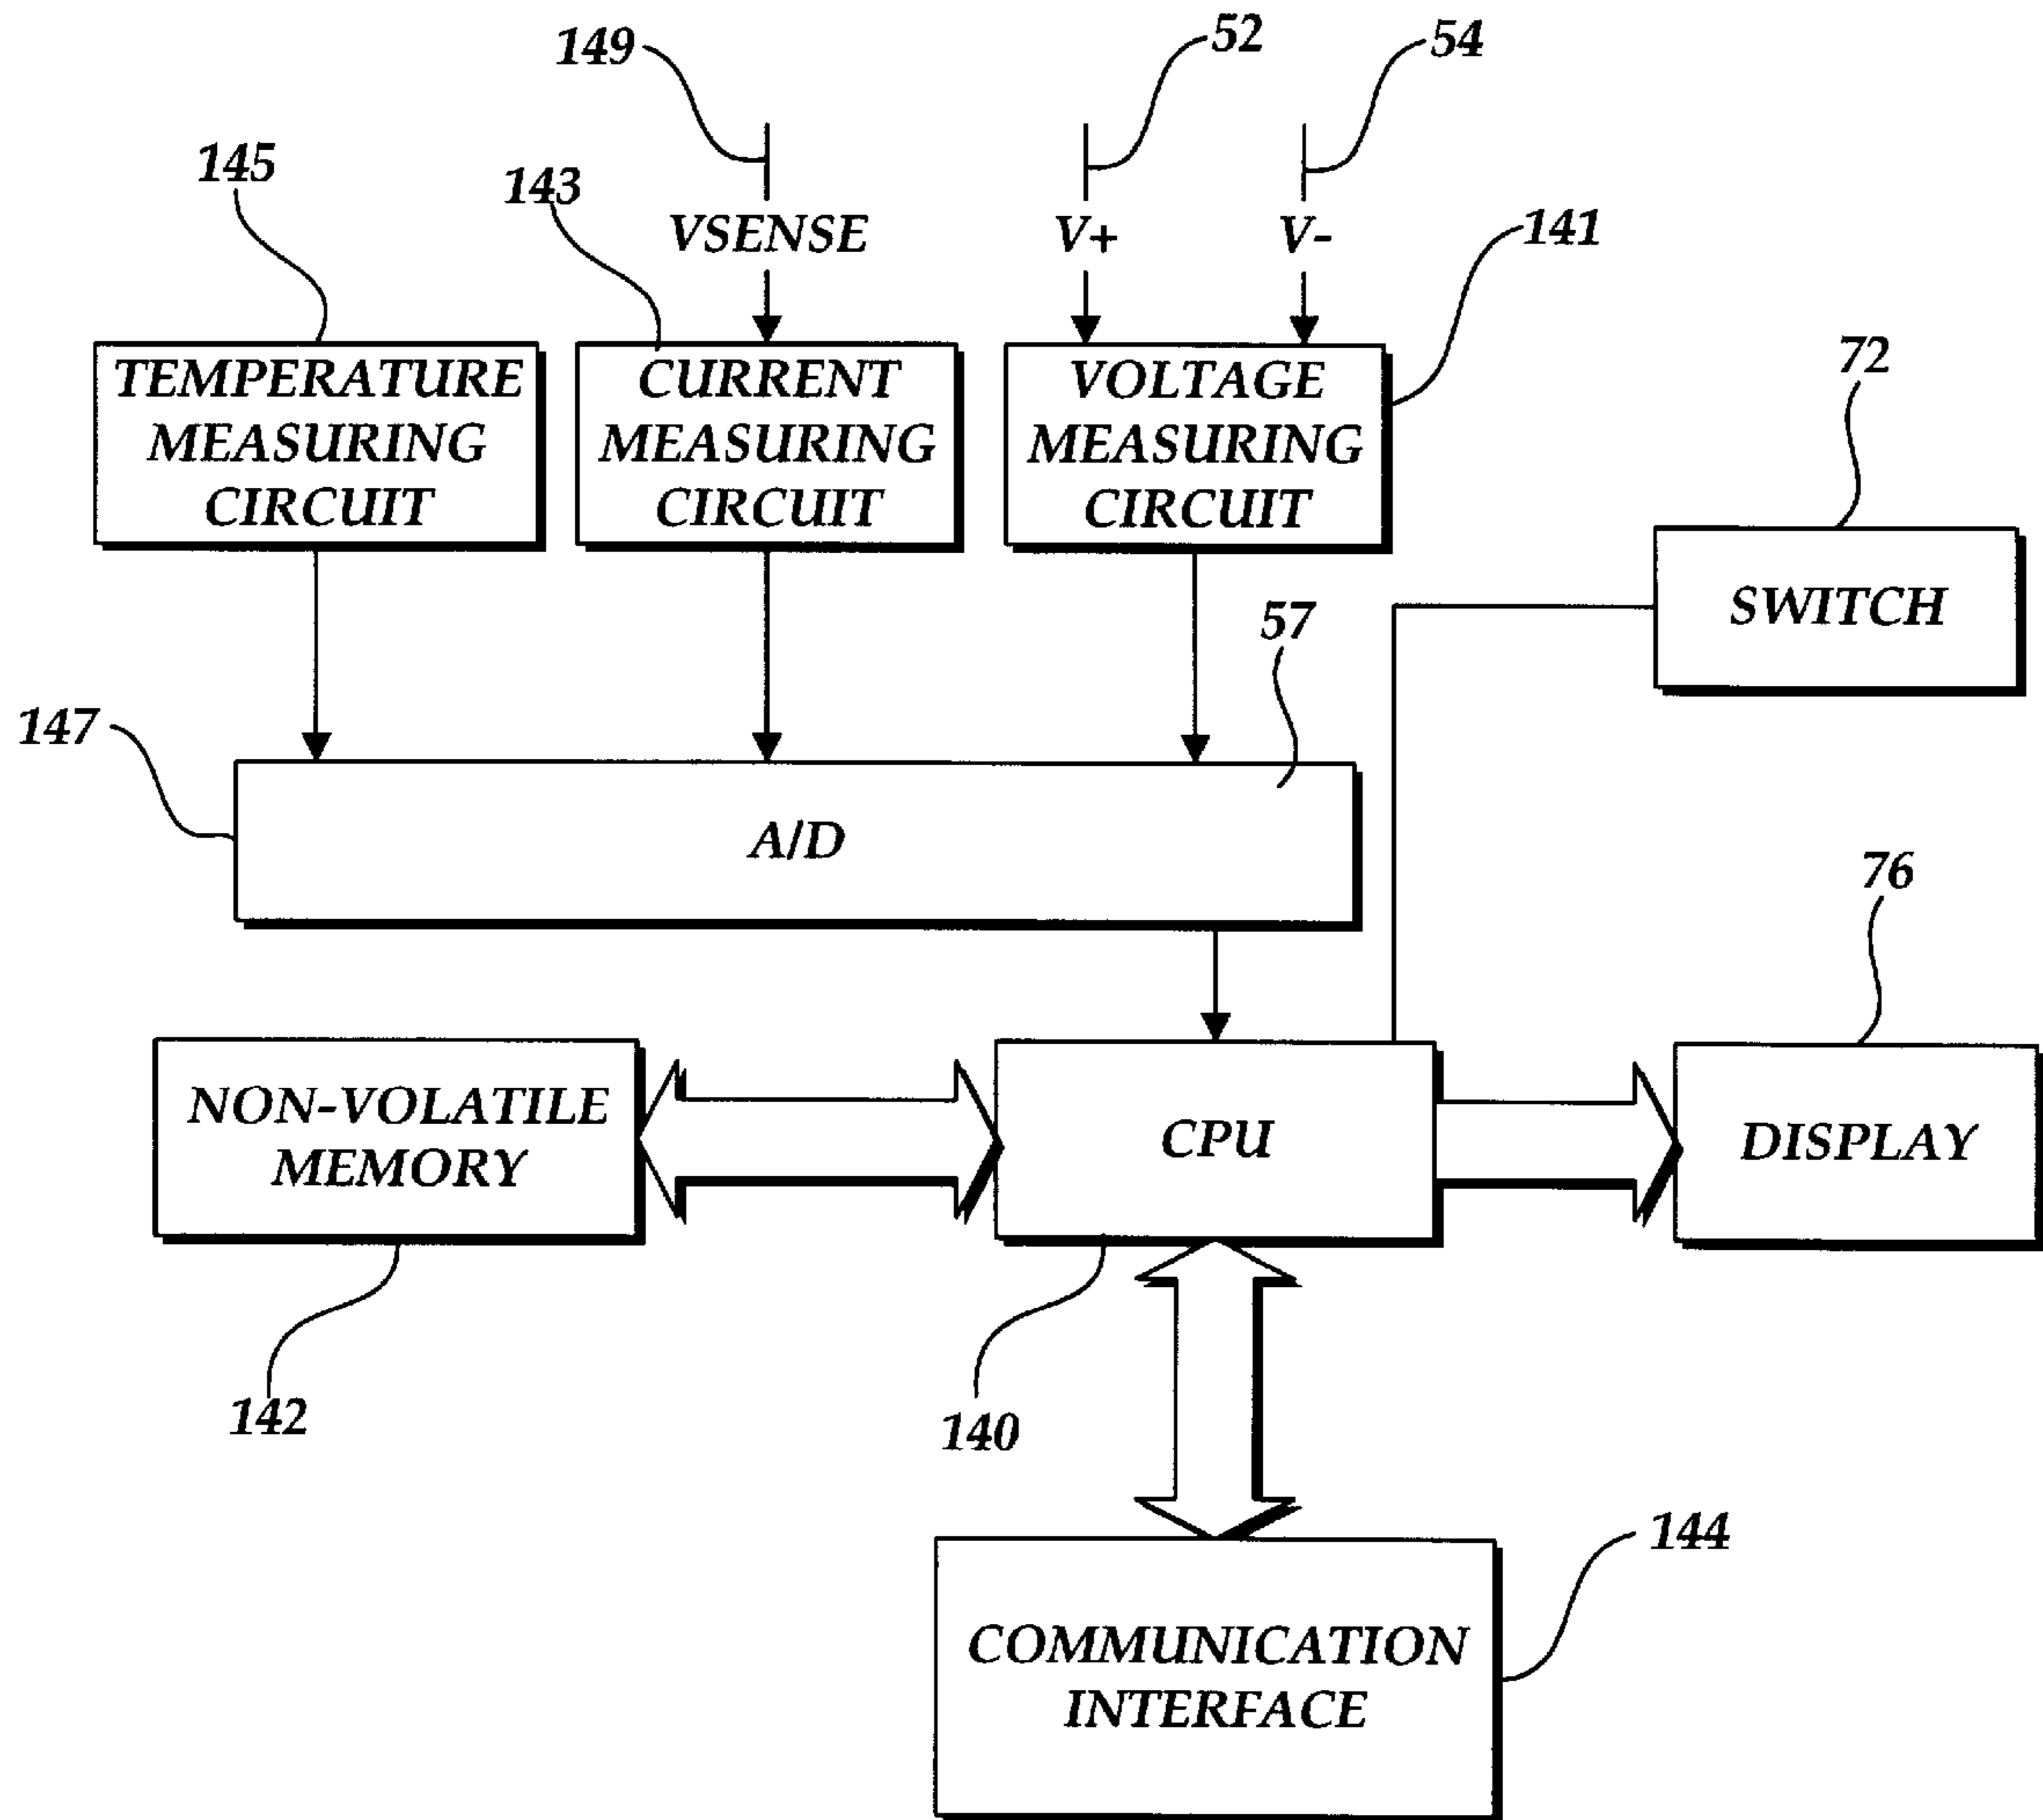 149
52
54
145
143
VSENSE
V+
V-
141
TEMPERATURE
MEASURING
CIRCUIT
CURRENT
MEASURING
CIRCUIT
VOLTAGE
MEASURING
CIRCUIT
72
SWITCH
57
147
A/D
76
NON-VOLATILE
MEMORY
CPU
DISPLAY
142
140
144
COMMUNICATION
INTERFACE